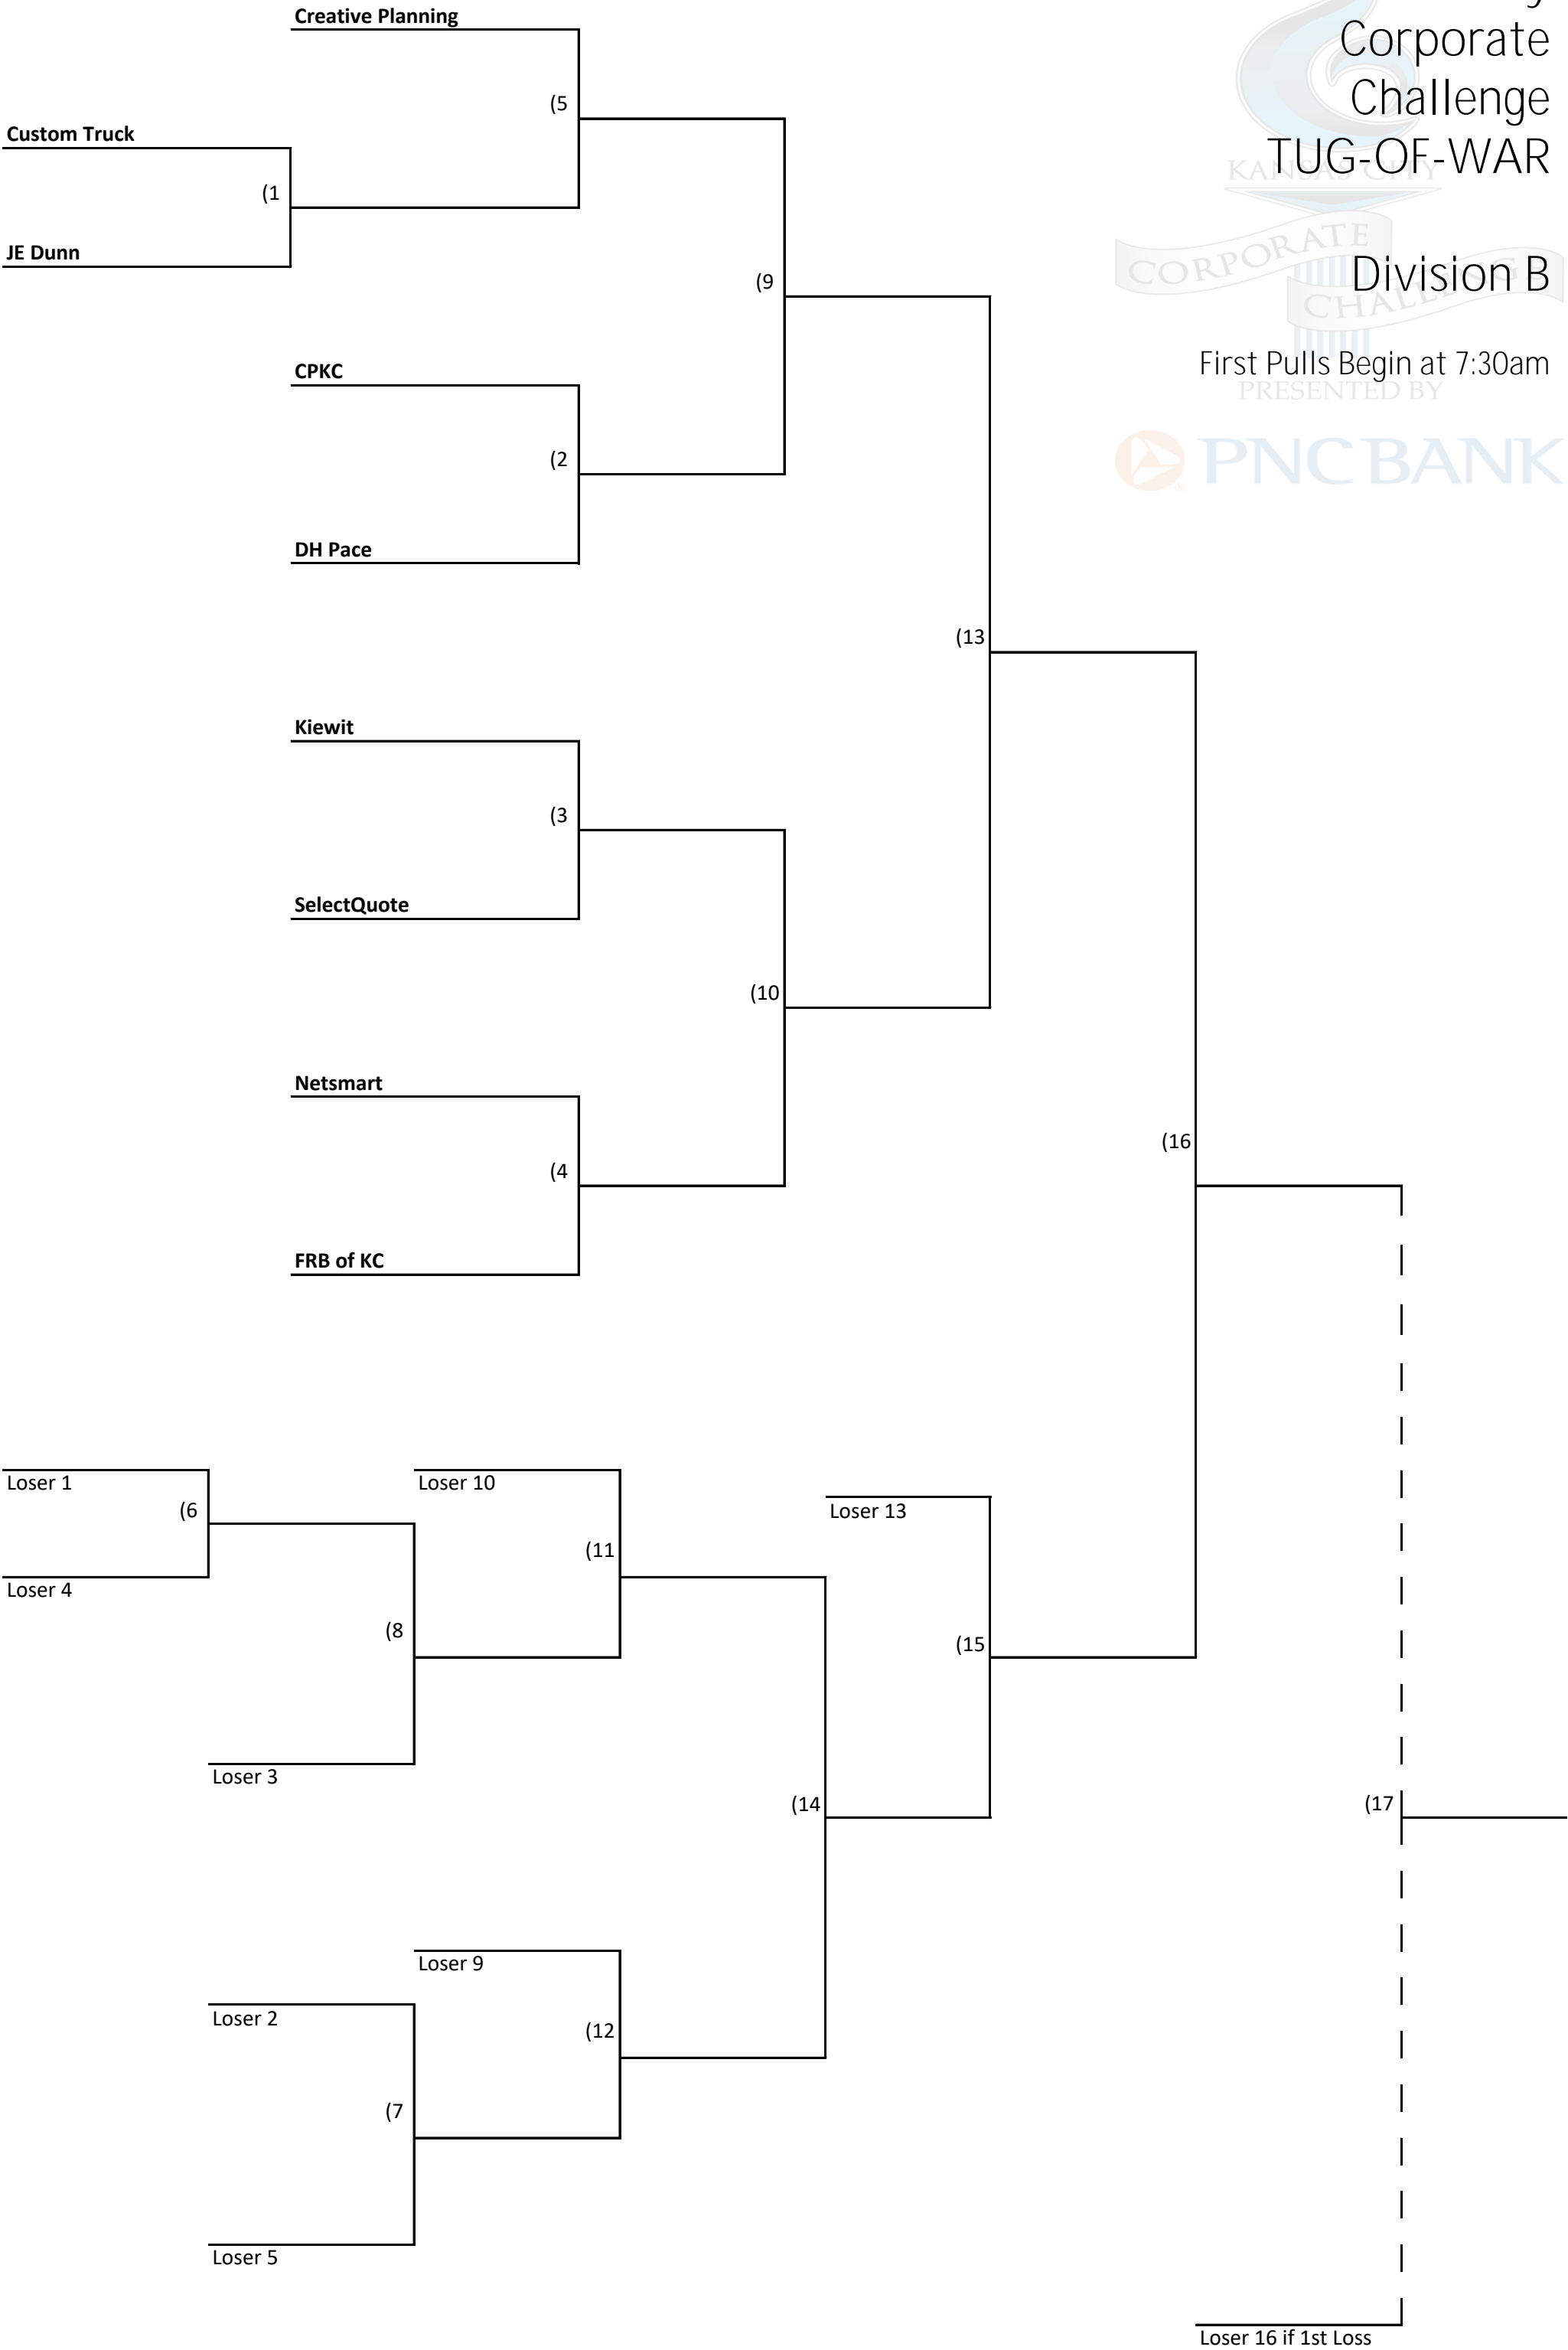 Corporate
Challenge
TUG-OF-WAR
KANSAS CITY
CORPORATE
CHALLENGE
Division B
First Pulls Begin at 7:30am
PRESENTED BY
PNC BANK
Creative Planning
(5
Custom Truck
(1
JE Dunn
(9
CPKC
(2
DH Pace
(13
Kiewit
(3
SelectQuote
(10
Netsmart
(16
(4
FRB of KC
Loser 1
Loser 10
(6
Loser 13
(11
Loser 4
(8
(15
Loser 3
(14
(17
Loser 9
Loser 2
(12
(7
Loser 5
Loser 16 if 1st Loss